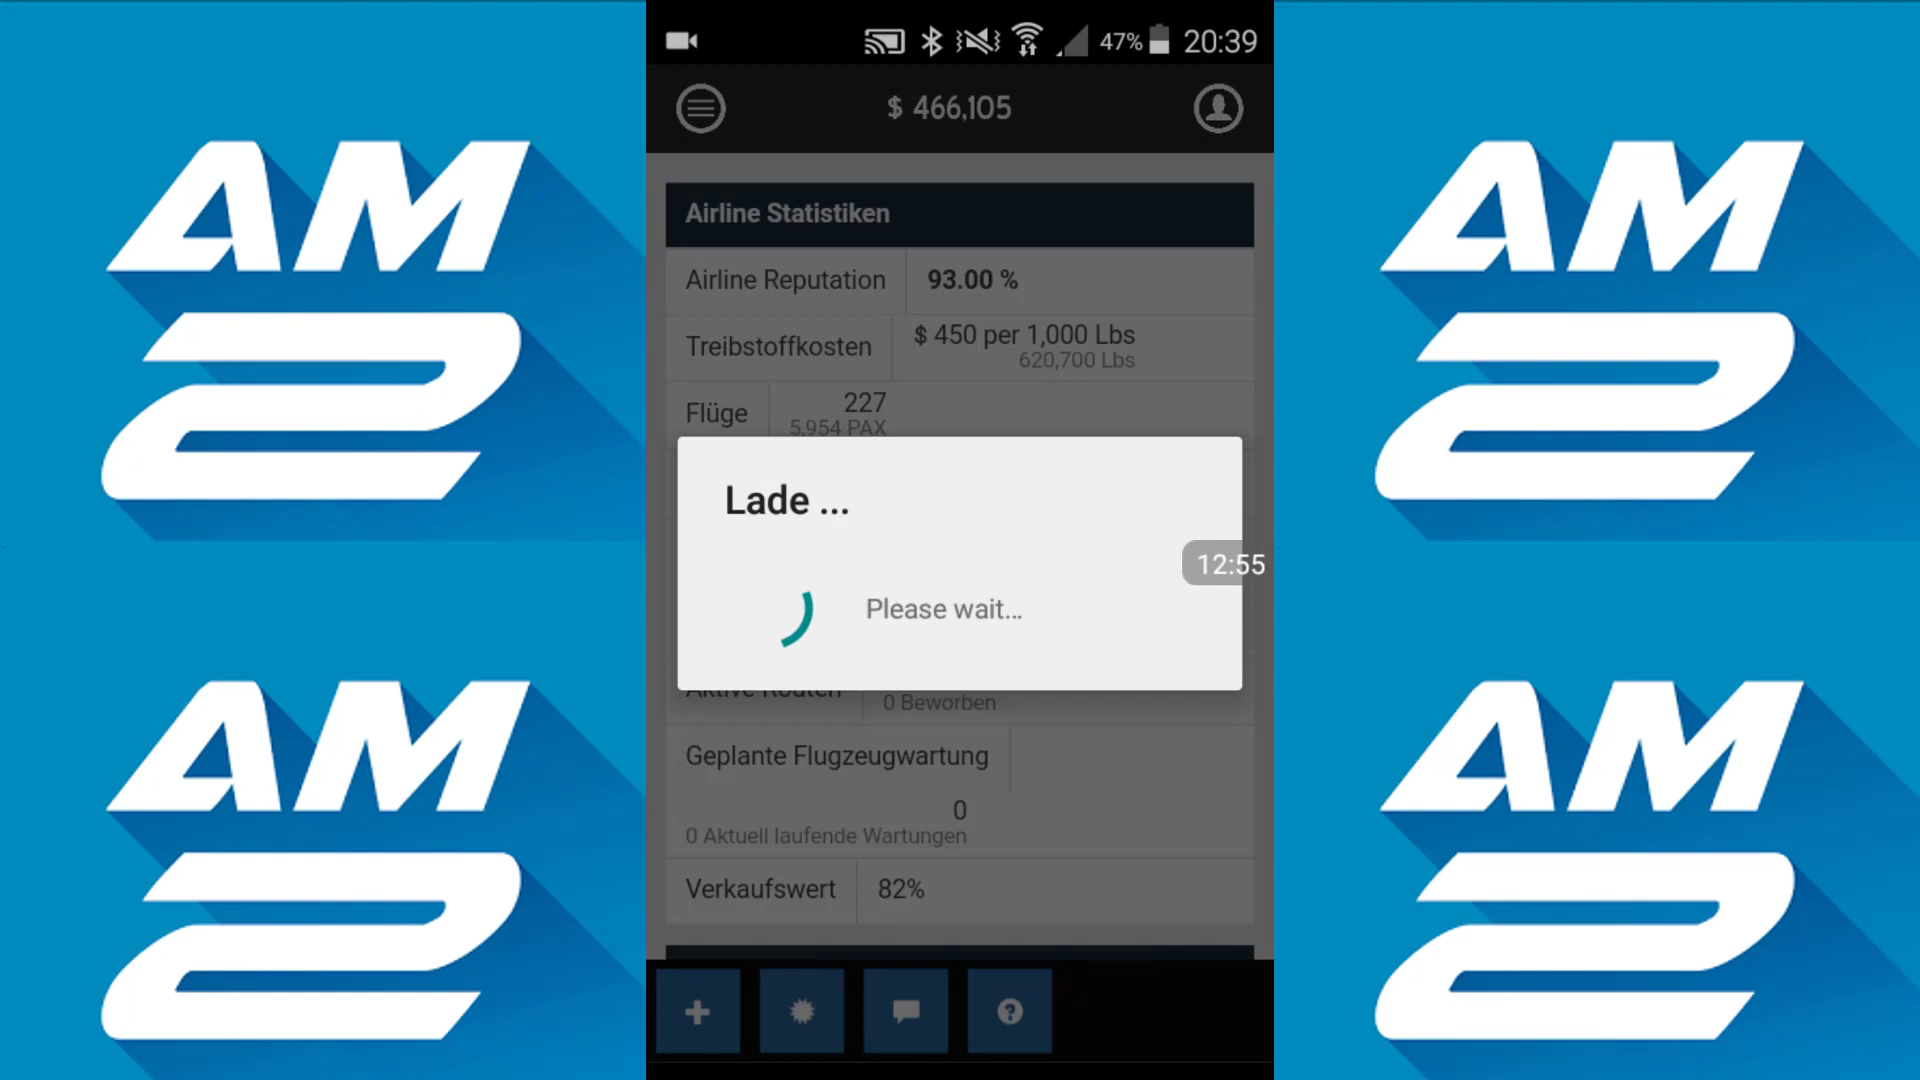 AM
2
AM
2
47% 20:39
$ 466,105
Airline Statistiken
Airline Reputation 93.00 %
Treibstoffkosten $ 450 per 1,000 Lbs
620,700 Lbs
Flüge 227
5,954 PAX
Lade ...
12:55
Please wait...
Aktive Routen
0 Beworben
Geplante Flugzeugwartung
0
0 Aktuell laufende Wartungen
Verkaufswert 82%
AM
2
AM
2